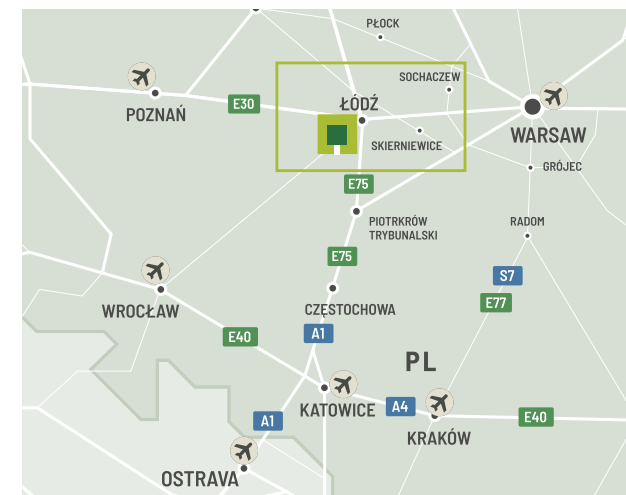 PŁOCK
SOCHACZEW
E30
ŁÓDŹ
POZNAŃ
WARSAW
SKIERNIEWICE
GRÓJEC
E75
PIOTRKRÓW
TRYBUNALSKI
RADOM
E75
S7
E77
WROCŁAW
CZĘSTOCHOWA
E40
A1
PL
KATOWICE
A4
A1
E40
KRAKÓW
OSTRAVA